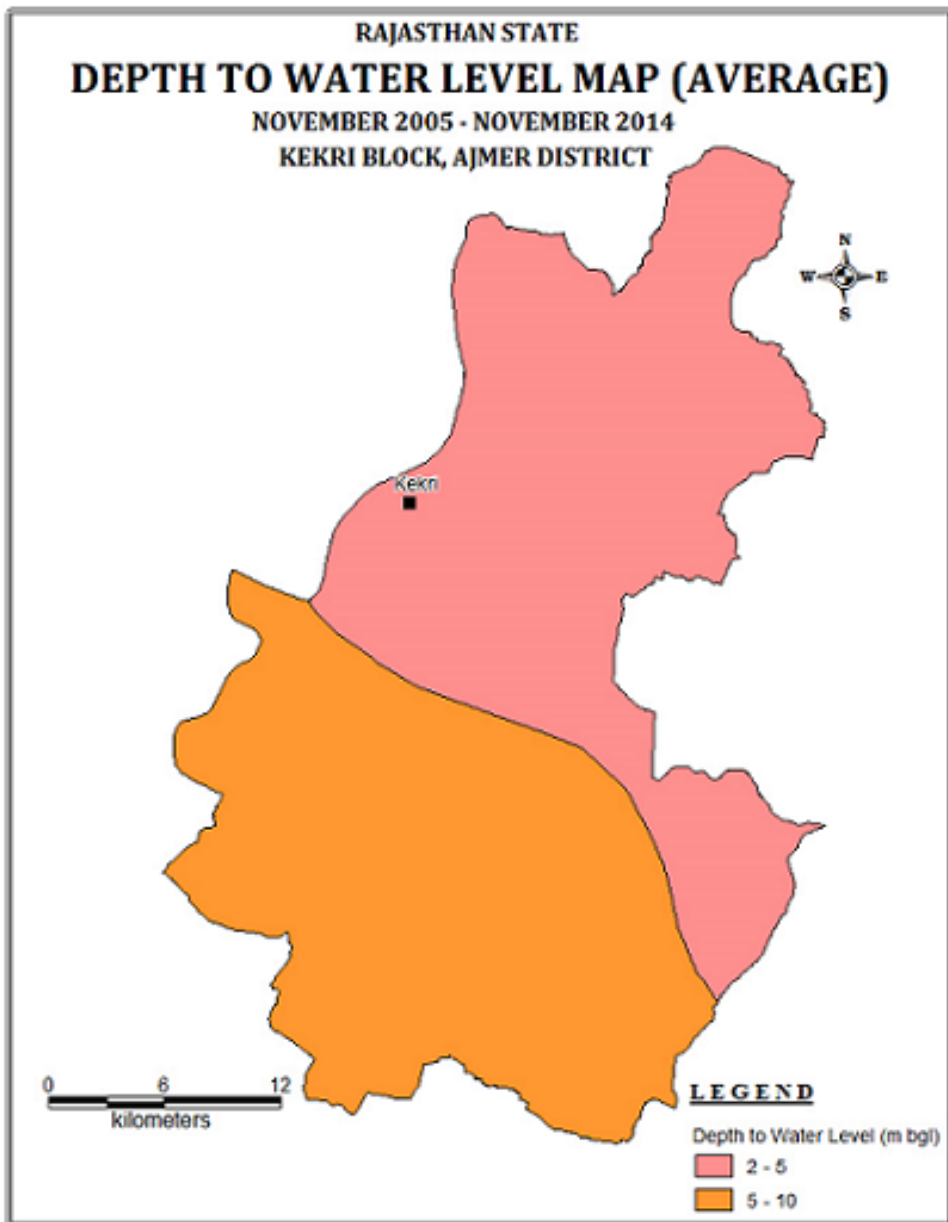 RAJASTHAN STATE
DEPTH TO WATER LEVEL MAP (AVERAGE)
NOVEMBER 2005 - NOVEMBER 2014
KEKRI BLOCK, AJMER DISTRICT
N
W E
S
Kekri
0 6 12
kilometers
LEGEND
Depth to Water Level (m bgl)
2 - 5
5 - 10